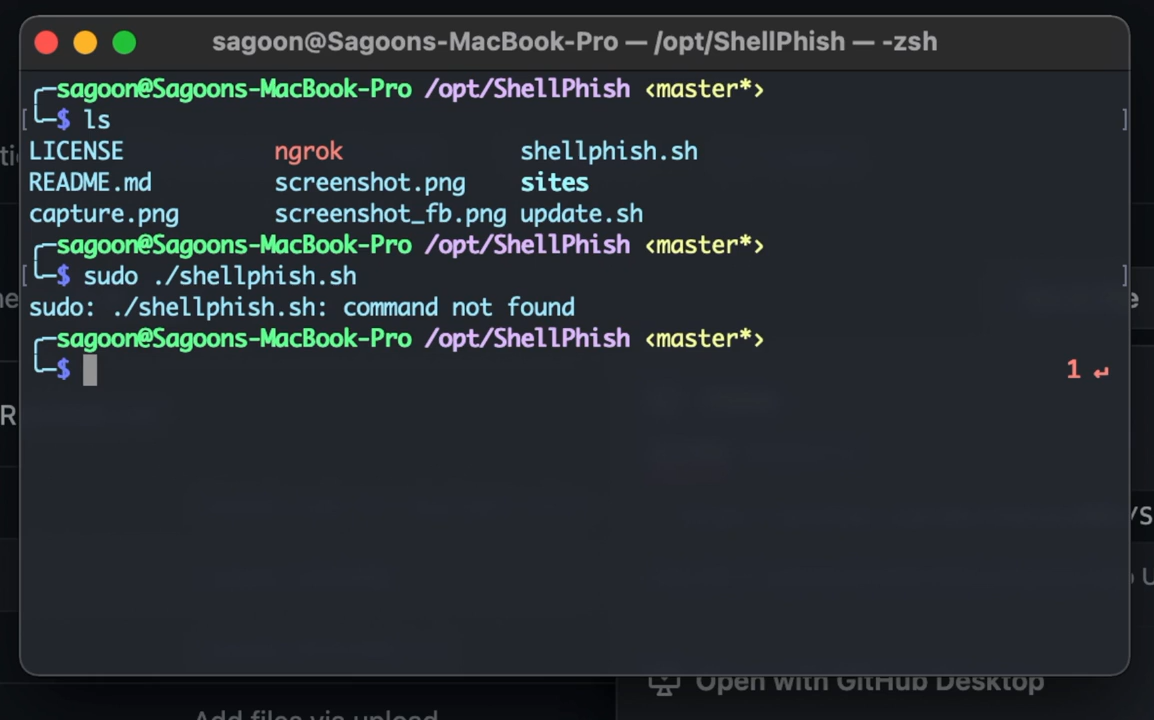 sagoon@Sagoons-MacBook-Pro — /opt/ShellPhish — -zsh
sagoon@Sagoons-MacBook-Pro /opt/ShellPhish ‹master*›
$ ls
LICENSE ngrok shellphish.sh
README.md screenshot.png sites
capture.png screenshot_fb.png update.sh
sagoon@Sagoons-MacBook-Pro /opt/ShellPhish ‹master*›
$ sudo ./shellphish.sh
sudo: ./shellphish.sh: command not found
sagoon@Sagoons-MacBook-Pro /opt/ShellPhish ‹master*›
$ 1 ↵
Open with GitHub Desktop
Add files via upload